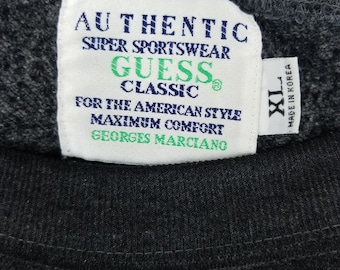 AUTHENTIC
SUPER SPORTSWEAR
GUESS®
CLASSIC
FOR THE AMERICAN STYLE
MAXIMUM COMFORT
GEORGES MARCIANO
XL
MADE IN KOREA